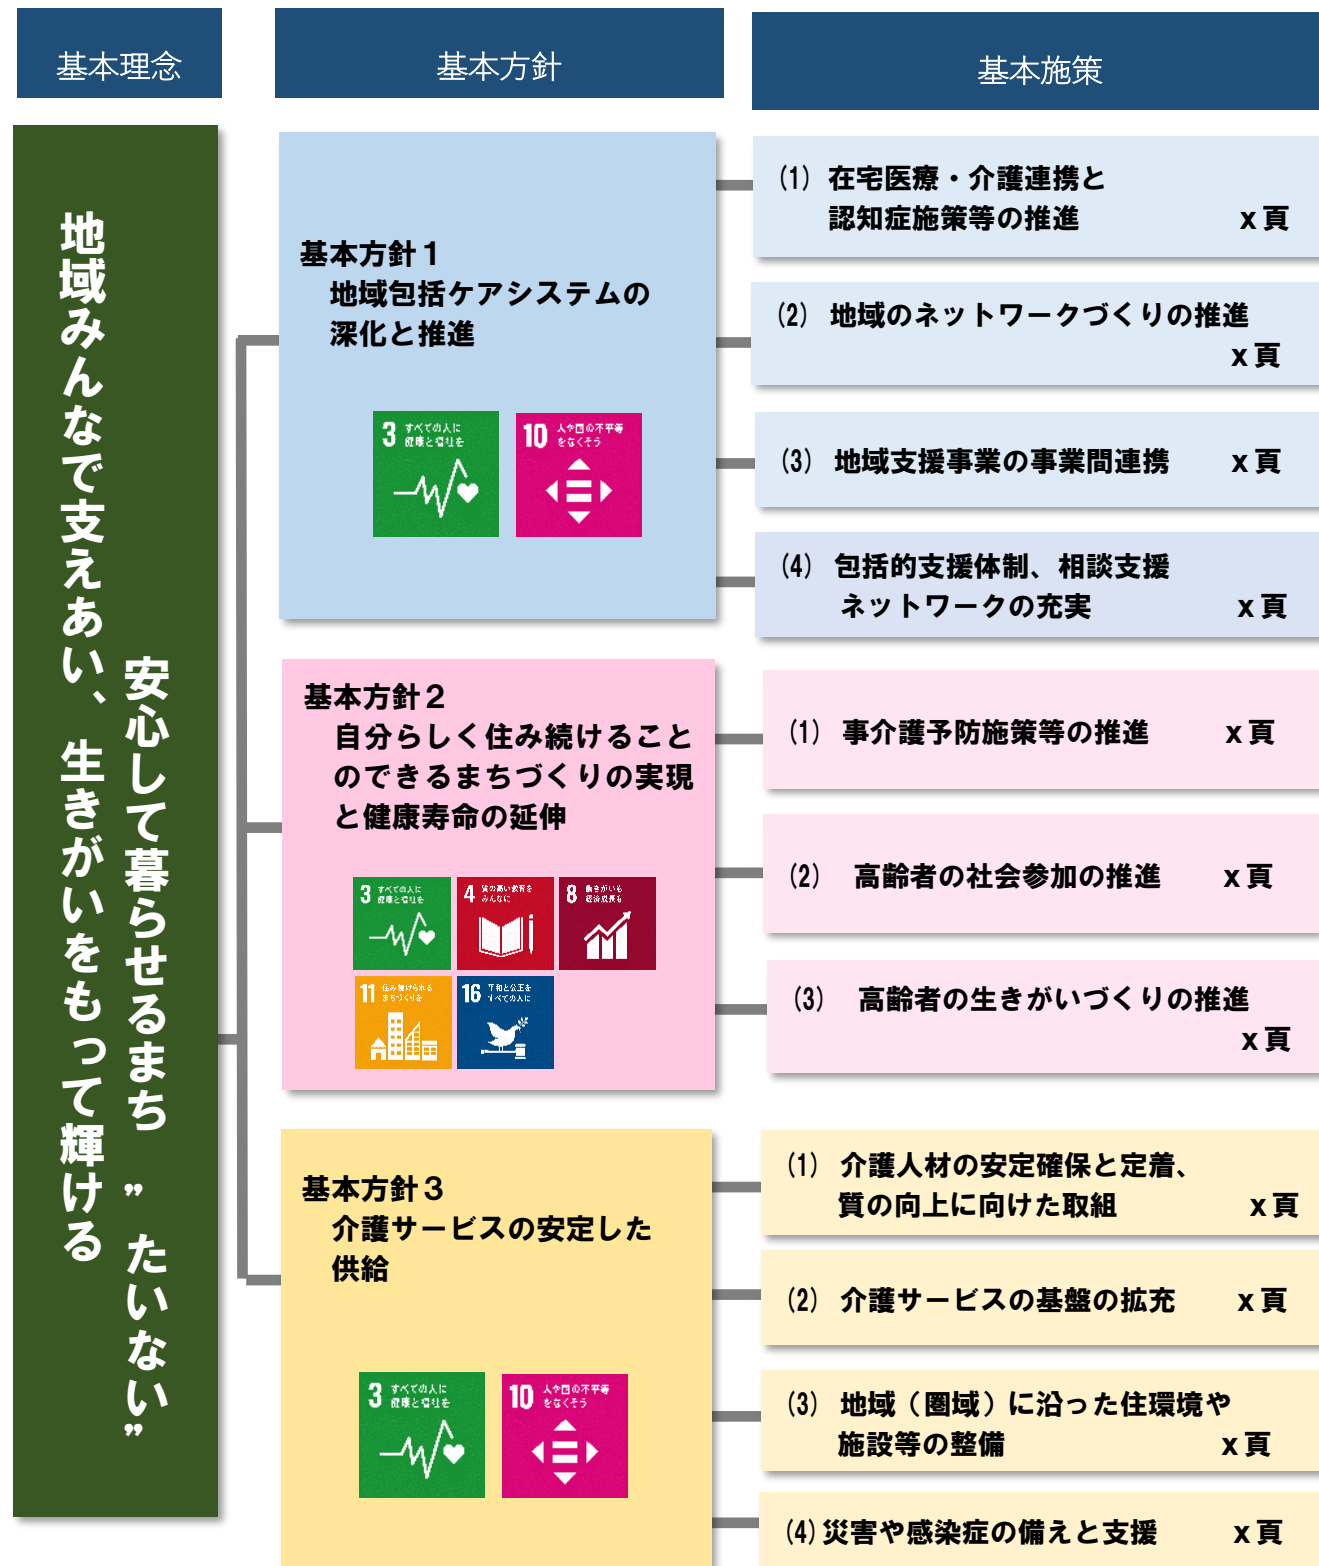 基本理念
基本方針
基本施策
地域みんなで支えあい、生きがいをもって輝ける
安心して暮らせるまち ”たいない”
基本方針１
地域包括ケアシステムの
深化と推進
3 すべての人に
健康と福祉を
10 人や国の不平等
をなくそう
(1) 在宅医療・介護連携と
認知症施策等の推進 x頁
(2) 地域のネットワークづくりの推進
x頁
(3) 地域支援事業の事業間連携 x頁
(4) 包括的支援体制、相談支援
ネットワークの充実 x頁
基本方針２
自分らしく住み続けること
のできるまちづくりの実現
と健康寿命の延伸
3 すべての人に
健康と福祉を
4 質の高い教育を
みんなに
8 働きがいも
経済成長も
11 住み続けられる
まちづくりを
16 平和と公正を
すべての人に
(1) 事介護予防施策等の推進 x頁
(2) 高齢者の社会参加の推進 x頁
(3) 高齢者の生きがいづくりの推進
x頁
基本方針３
介護サービスの安定した
供給
3 すべての人に
健康と福祉を
10 人や国の不平等
をなくそう
(1) 介護人材の安定確保と定着、
質の向上に向けた取組 x頁
(2) 介護サービスの基盤の拡充 x頁
(3) 地域（圏域）に沿った住環境や
施設等の整備 x頁
(4)災害や感染症の備えと支援 x頁